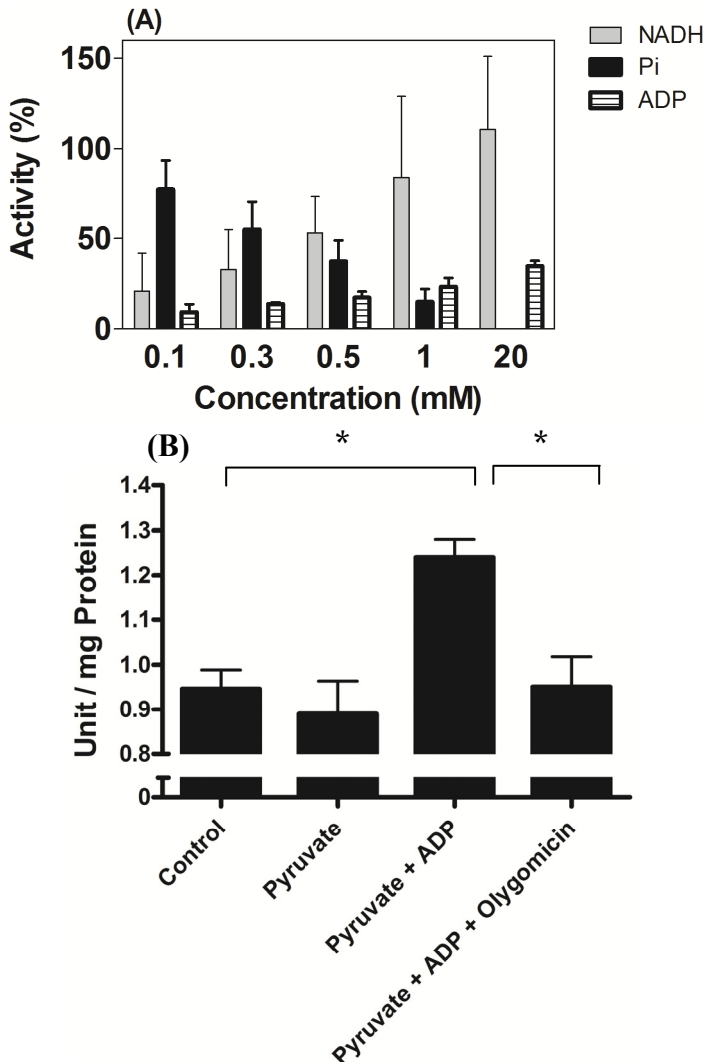 (A)
NADH
Pi
ADP
Activity (%)
150
100
50
0
0.1 0.3 0.5 1 20
Concentration (mM)
(B)
* *
Unit / mg Protein
1.4
1.3
1.2
1.1
1.0
0.9
0.8
0
Control
Pyruvate
Pyruvate + ADP
Pyruvate + ADP + Olygomicin